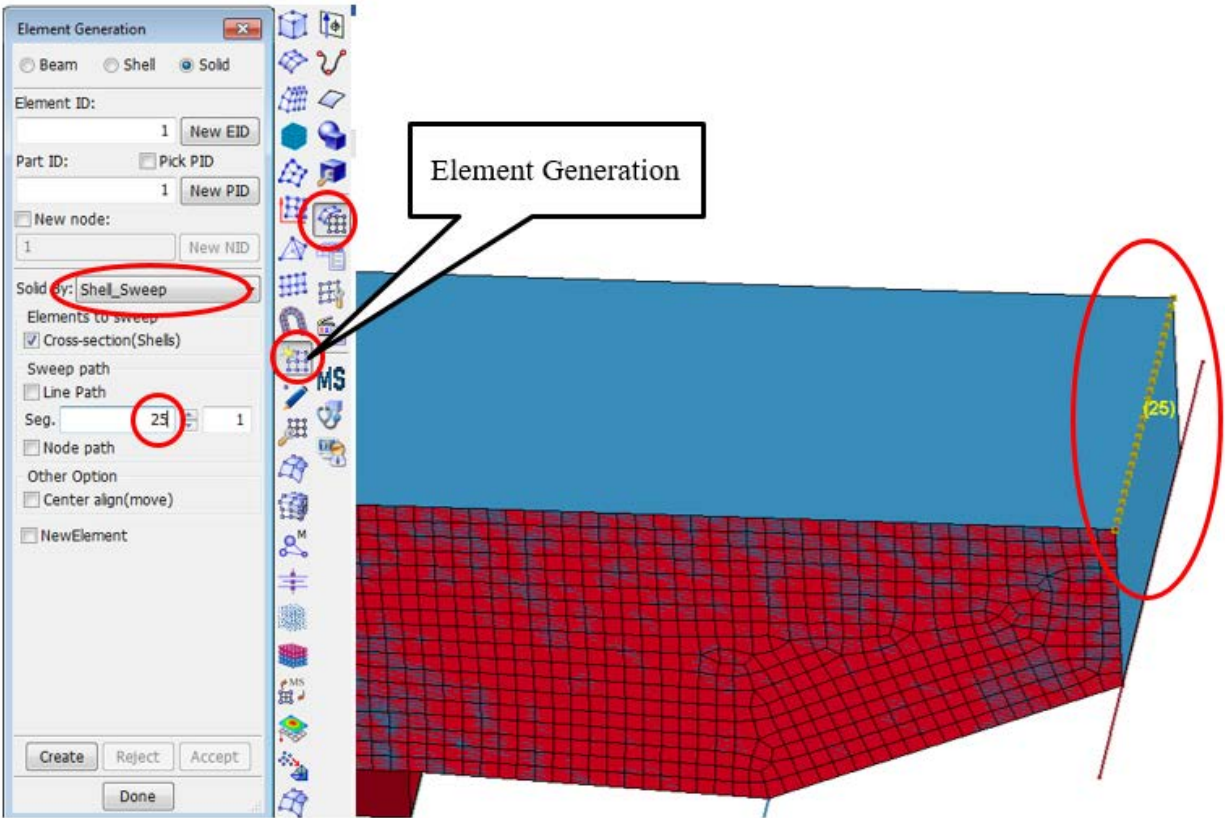 Element Generation
Beam Shell Solid
Element ID:
1 New EID
Part ID: Pick PID
1 New PID
New node:
1 New NID
Solid By: Shell_Sweep
Elements to sweep
Cross-section(Shells)
Sweep path
Line Path
Seg. 25 1
Node path
Other Option
Center align(move)
NewElement
Create Reject Accept
Done
MS
M
MS
Element Generation
(25)